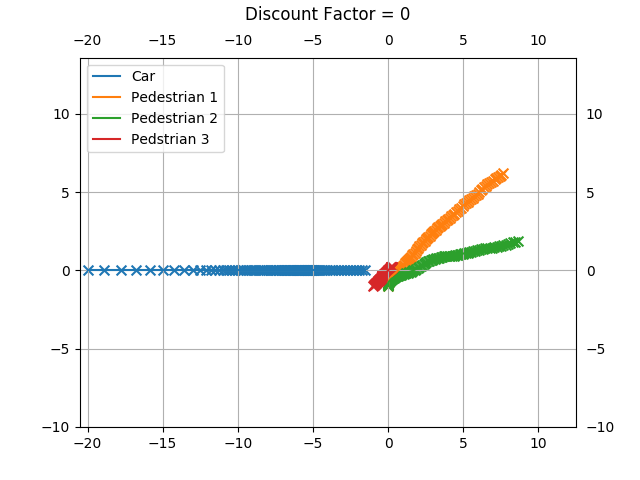 Discount Factor = 0
−20 −15 −10 −5 0 5 10
Car
Pedestrian 1
Pedestrian 2
Pedstrian 3
10 10
5 5
0 0
−5 −5
−10 −10
−20 −15 −10 −5 0 5 10